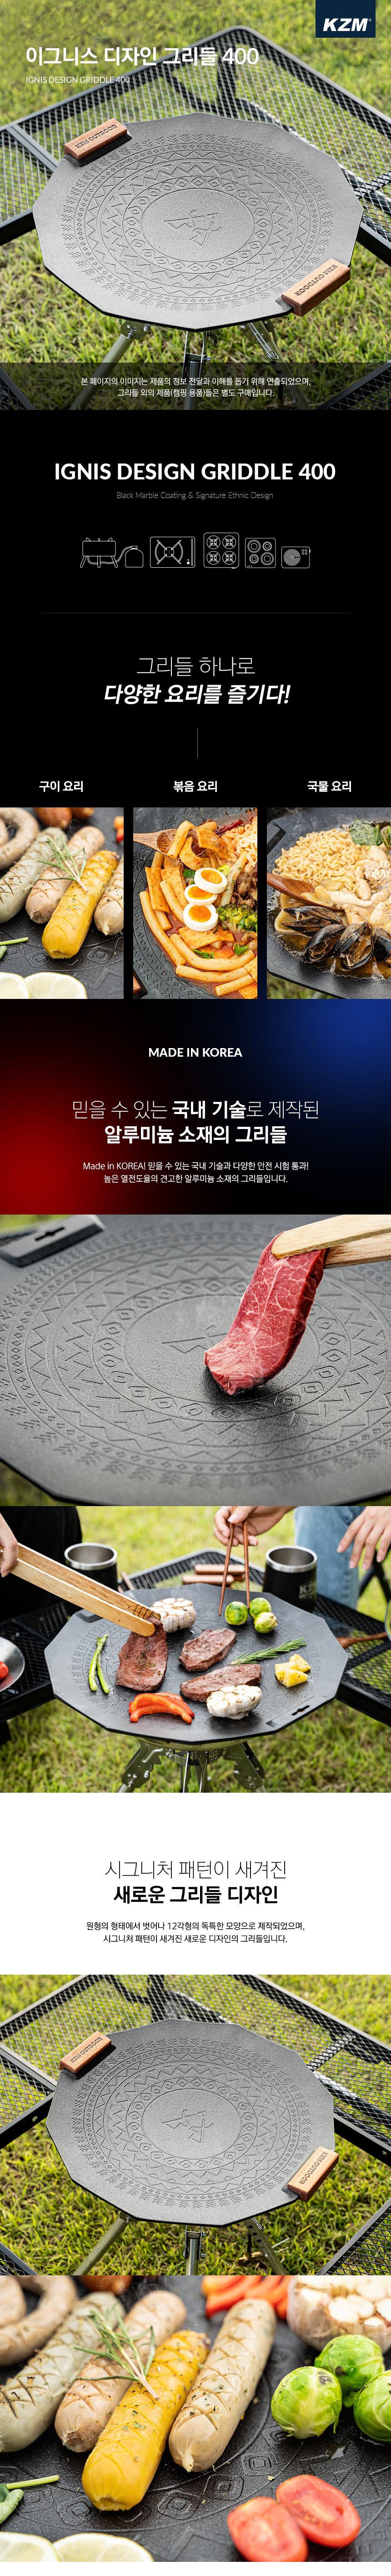 KZM
이그니스 디자인 그리들 400
IGNIS DESIGN GRIDDLE 400
KZM OUTDOOR
KZM OUTDOOR
본 페이지의 이미지는 제품의 정보 전달과 이해를 돕기 위해 연출되었으며,
그리들 외의 제품(캠핑 용품)들은 별도 구매입니다.
IGNIS DESIGN GRIDDLE 400
Black Marble Coating & Signature Ethnic Design
그리들 하나로
다양한 요리를 즐기다!
구이 요리
볶음 요리
국물 요리
MADE IN KOREA
믿을 수 있는 국내 기술로 제작된
알루미늄 소재의 그리들
Made in KOREA! 믿을 수 있는 국내 기술과 다양한 안전 시험 통과!
높은 열전도율의 견고한 알루미늄 소재의 그리들입니다.
시그니처 패턴이 새겨진
새로운 그리들 디자인
원형의 형태에서 벗어나 12각형의 독특한 모양으로 제작되었으며,
시그니처 패턴이 새겨진 새로운 디자인의 그리들입니다.
KZM OUTDOOR
KZM OUTDOOR